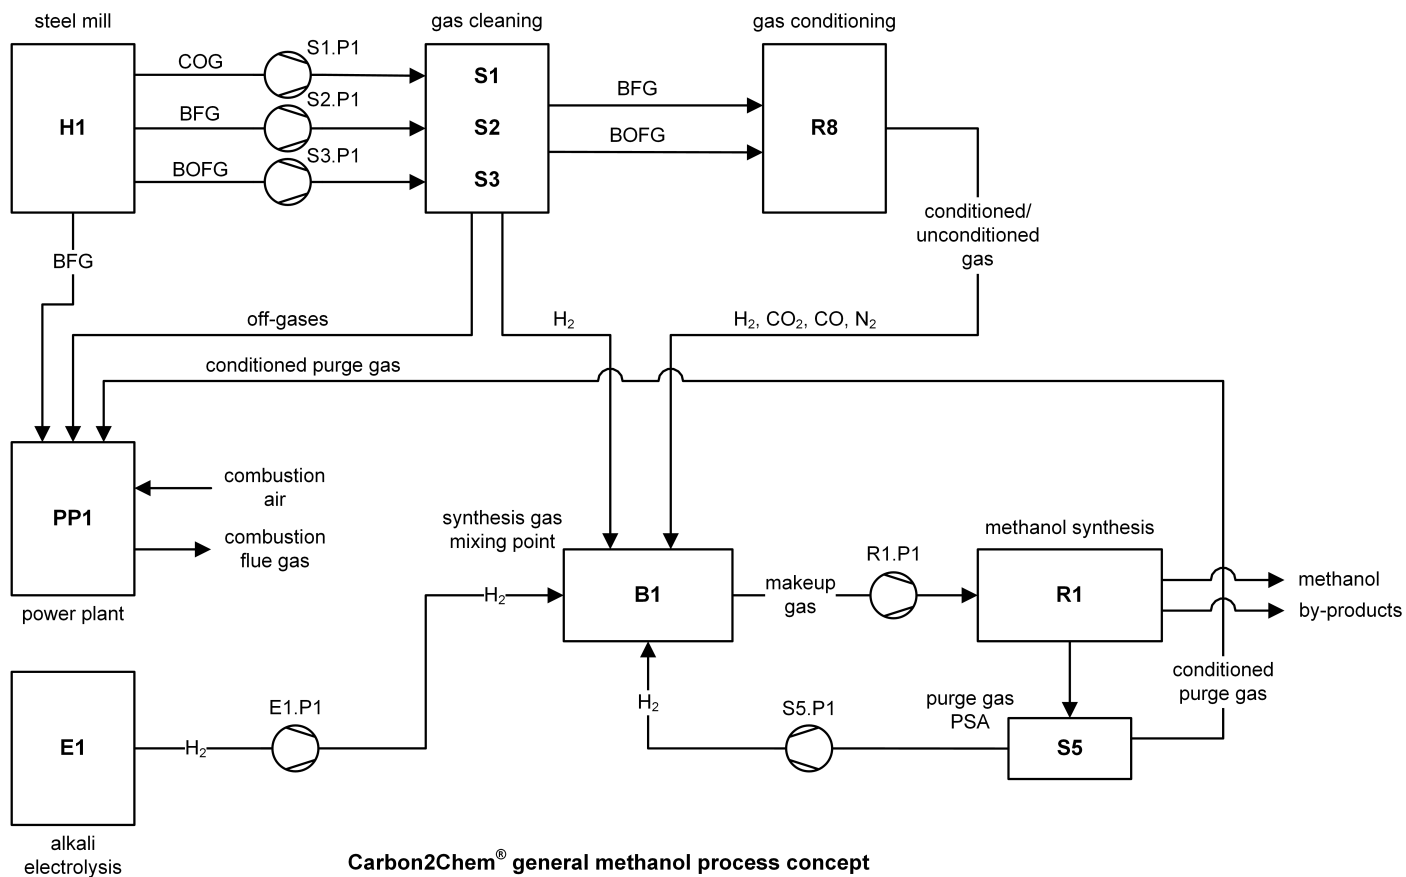 steel mill
gas cleaning
gas conditioning
COG
S1.P1
S1
BFG
H1
BFG
S2.P1
S2
BOFG
R8
BOFG
S3.P1
S3
conditioned/
unconditioned
gas
BFG
off-gases
H₂
H₂, CO₂, CO, N₂
conditioned purge gas
combustion
air
PP1
combustion
flue gas
power plant
synthesis gas
mixing point
methanol synthesis
R1.P1
H₂
B1
makeup
gas
R1
methanol
by-products
conditioned
purge gas
E1
H₂
E1.P1
H₂
S5.P1
purge gas
PSA
S5
alkali
electrolysis
Carbon2Chem® general methanol process concept